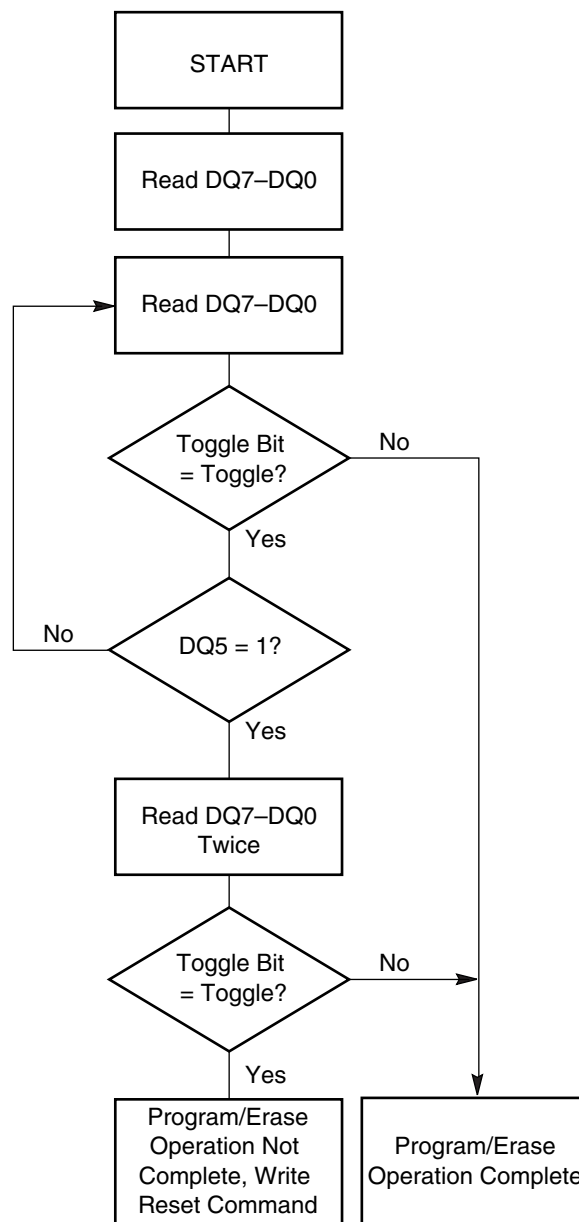 START
Read DQ7–DQ0
Read DQ7–DQ0
Toggle Bit
= Toggle?
No
Yes
No
DQ5 = 1?
Yes
Read DQ7–DQ0
Twice
Toggle Bit
= Toggle?
No
Yes
Program/Erase
Operation Not
Complete, Write
Reset Command
Program/Erase
Operation Complete